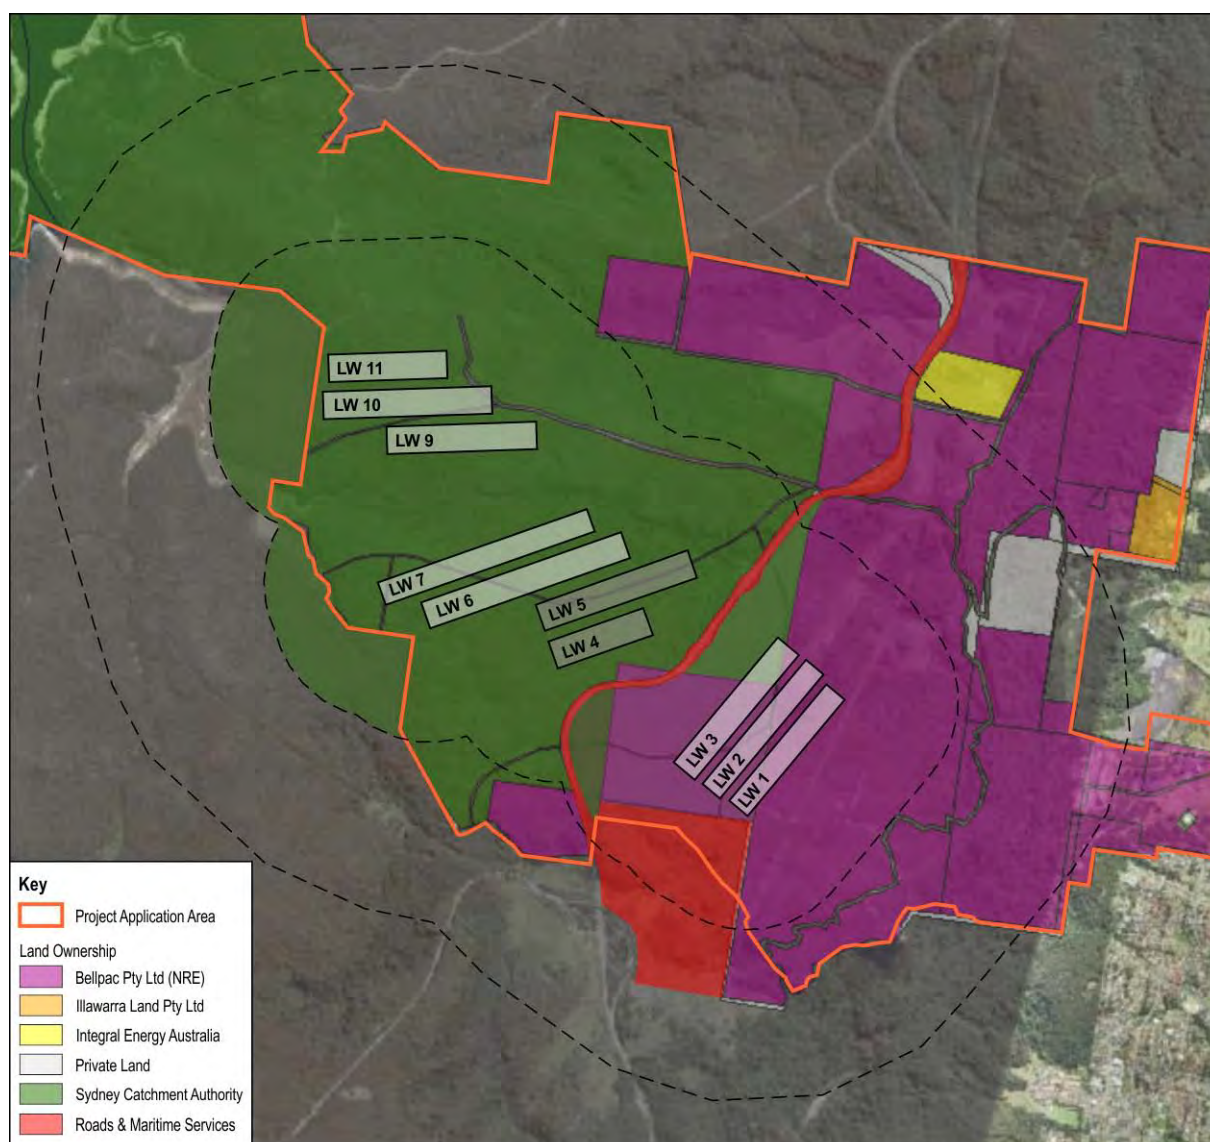 LW 11
LW 10
LW 9
LW 7
LW 6
LW 5
LW 4
LW 3
LW 2
LW 1
Key
Project Application Area
Land Ownership
Bellpac Pty Ltd (NRE)
Illawarra Land Pty Ltd
Integral Energy Australia
Private Land
Sydney Catchment Authority
Roads & Maritime Services